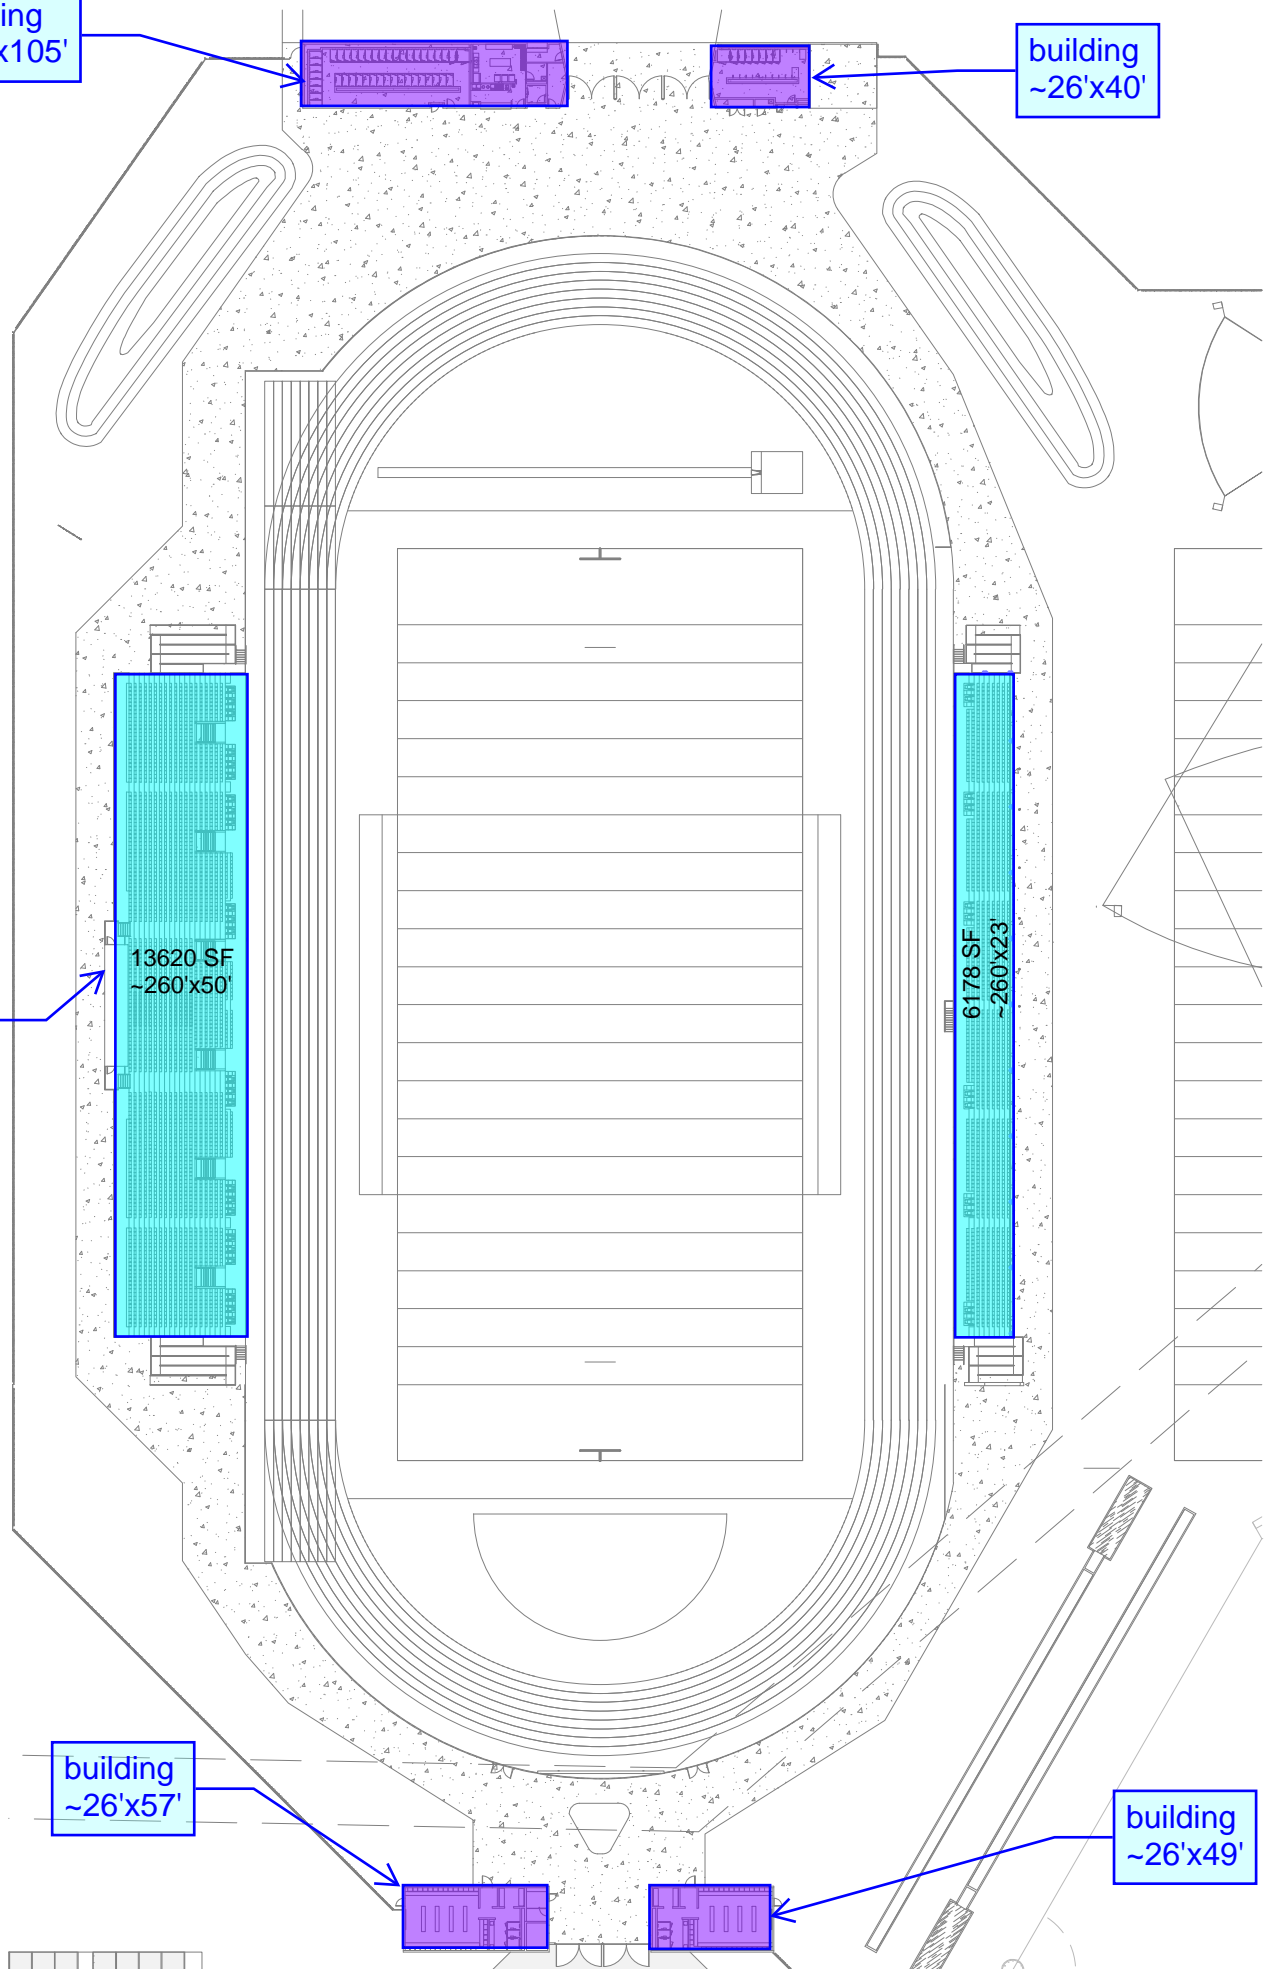 ing
x105'
building
~26'x40'
13620 SF
~260'x50'
6178 SF
~260'x23'
building
~26'x57'
building
~26'x49'